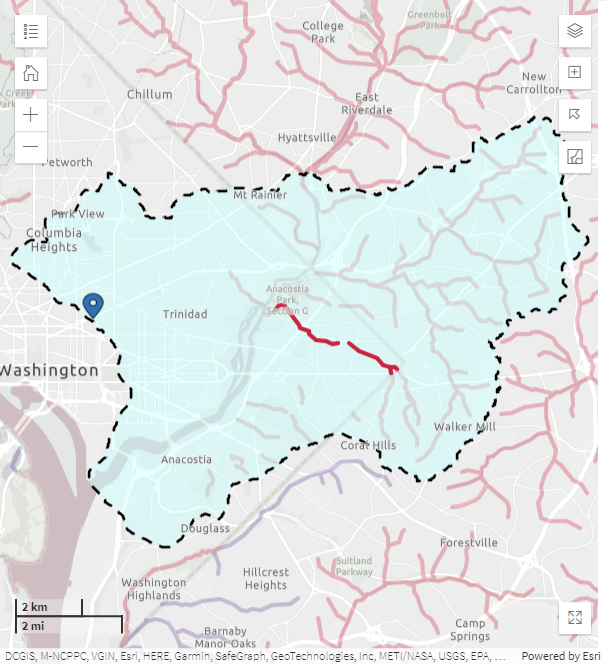 College
Park
Greenbelt
Park
New
Carrollton
Chillum
East
Riverdale
Creek
Park
Hyattsville
Petworth
Mt Rainier
Park View
Columbia
Heights
Anacostia
Park,
Section G
Trinidad
Washington
Walker Mill
Coral Hills
Anacostia
Douglass
Forestville
Suitland
Parkway
Hillcrest
Heights
Washington
Highlands
2 km
2 mi
Camp
Springs
Barnaby
Manor Oaks
DCGIS, M-NCPPC, VGIN, Esri, HERE, Garmin, SafeGraph, GeoTechnologies, Inc, METI/NASA, USGS, EPA, ...
Powered by Esri